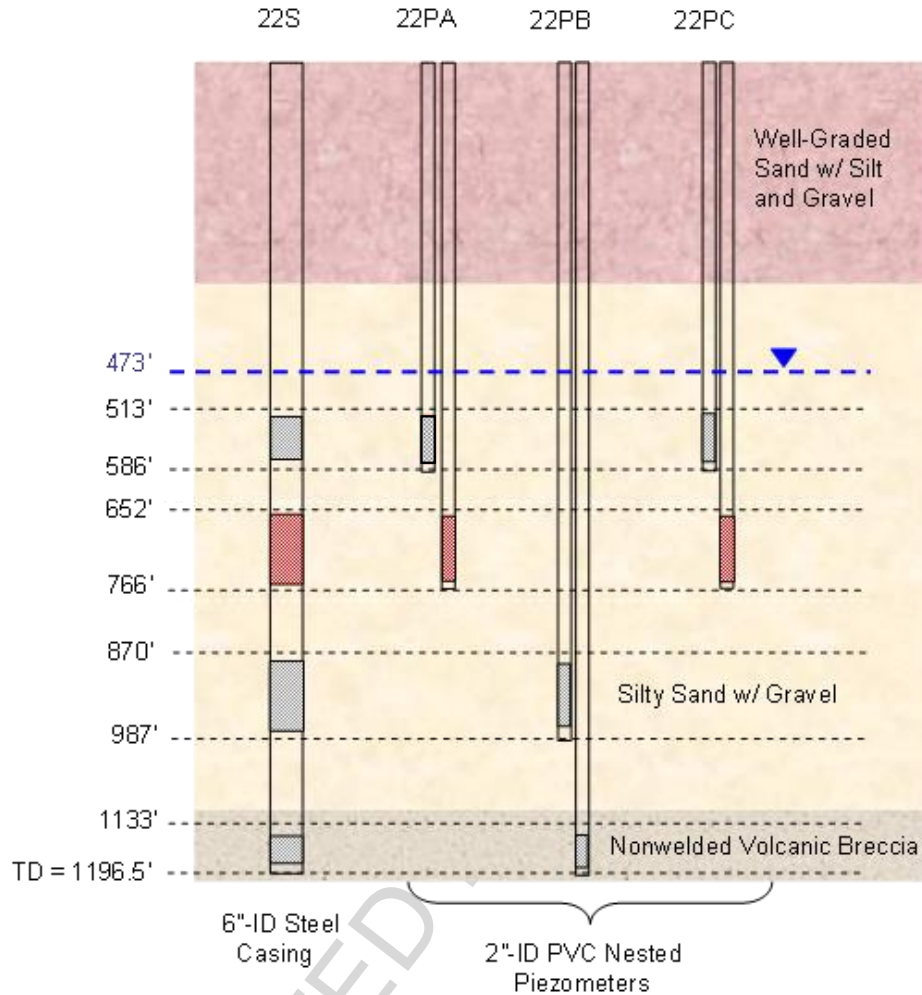 22S 22PA 22PB 22PC
Well-Graded
Sand w/ Silt
and Gravel
473'
513'
586'
652'
766'
870'
Silty Sand w/ Gravel
987'
1133'
Nonwelded Volcanic Breccia
TD = 1196.5'
6"-ID Steel
Casing
2"-ID PVC Nested
Piezometers